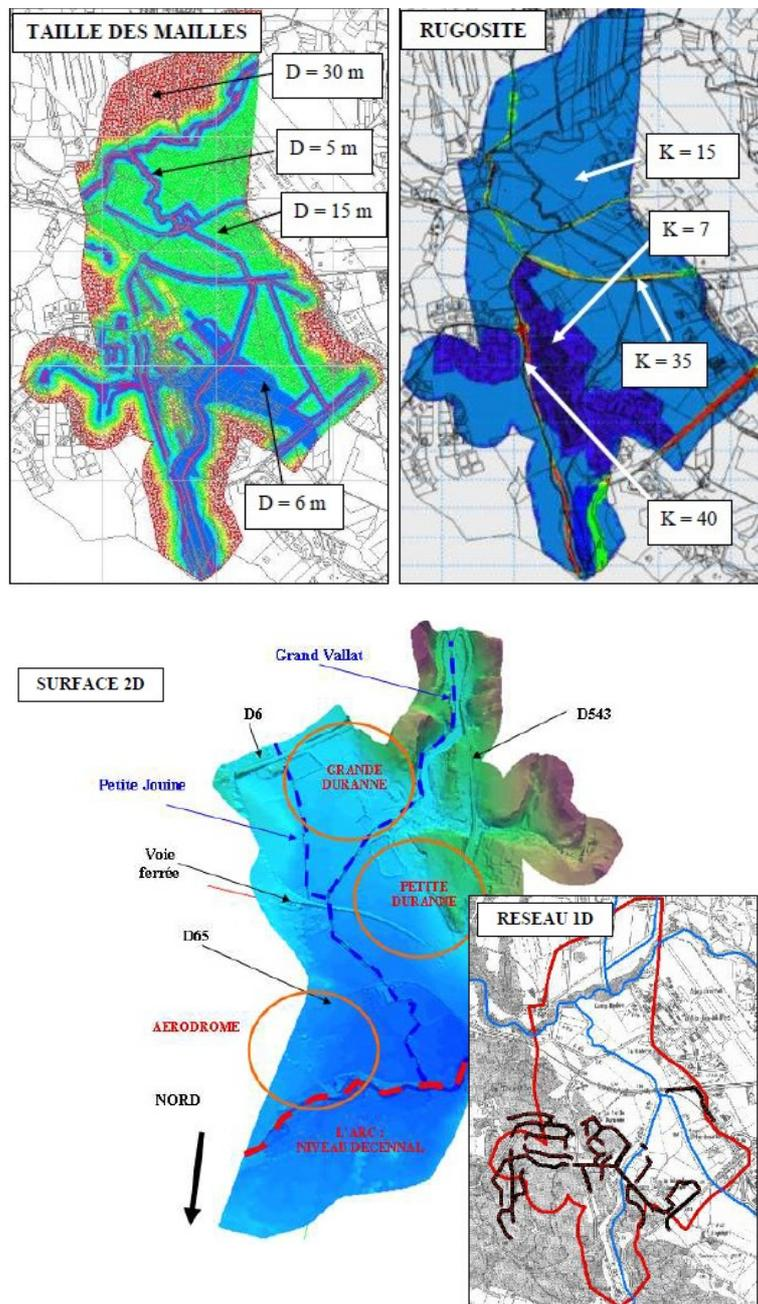 TAILLE DES MAILLES
D = 30 m
D = 5 m
D = 15 m
D = 6 m
RUGOSITE
K = 15
K = 7
K = 35
K = 40
SURFACE 2D
Grand Vallat
D6
D543
GRANDE
DURANNE
Petite Jouine
Voie
ferrée
PETITE
DURANNE
D65
AERODROME
NORD
L'ARC :
NIVEAU DECENNAL
RESEAU 1D